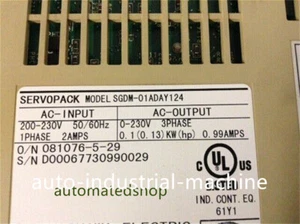 SERVOPACK MODEL SGDM-01ADAY124
AC-INPUT AC-OUTPUT
200-230V 50/60Hz 0-230V 3PHASE
1PHASE 2AMPS 0.1(0.13)KW(hp) 0.99AMPS
O/N 081076-5-29
S/N D00067730990029
C UL US
LISTED
auto-industrial-machine
automatedshop
IND. CONT. EQ.
61Y1
ELECTRIC